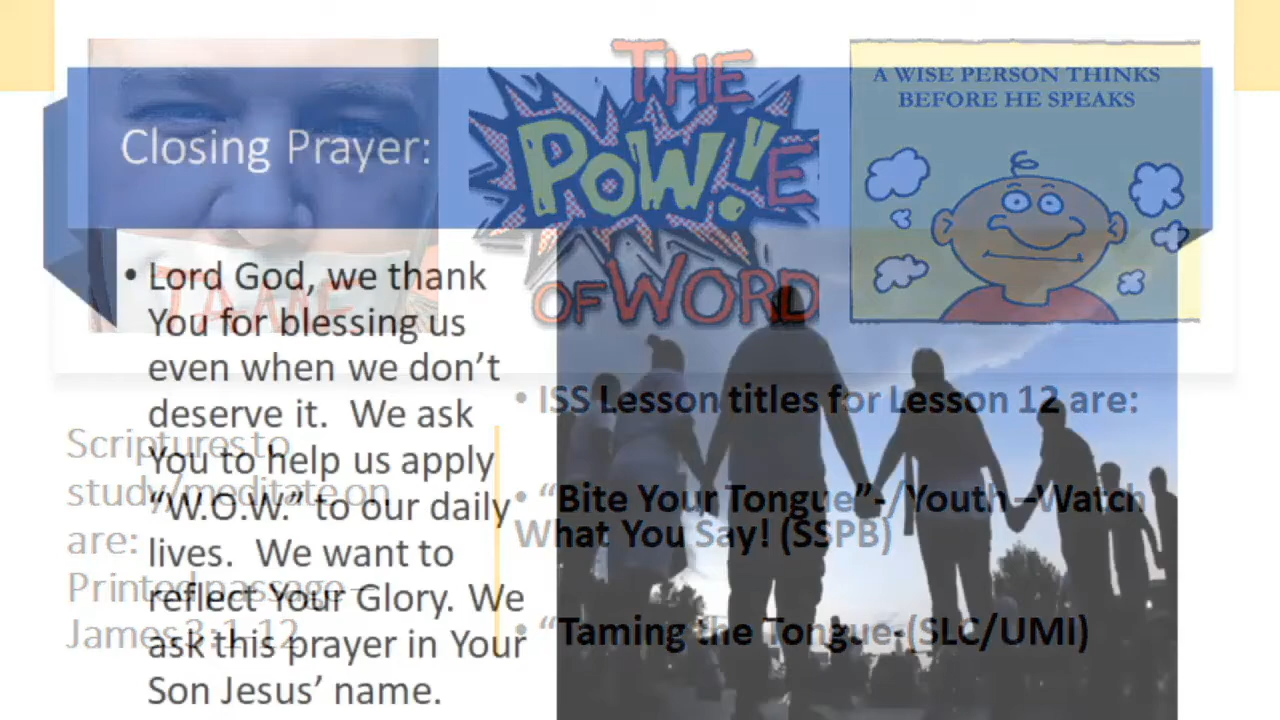 Closing Prayer:
• Lord God, we thank
You for blessing us
even when we don’t
deserve it.  We ask
You to help us apply
“W.O.W.” to our daily
lives.  We want to
reflect Your Glory. We
ask this prayer in Your
Son Jesus’ name.
THE
POW!
E
OF WORD
A WISE PERSON THINKS
BEFORE HE SPEAKS
TAME
Scriptures to
study/meditate on
are:
Printed passage –
James 3:1-12
• ISS Lesson titles for Lesson 12 are:
• “Bite Your Tongue”-/Youth –Watch
What You Say! (SSPB)
• “Taming the Tongue-(SLC/UMI)